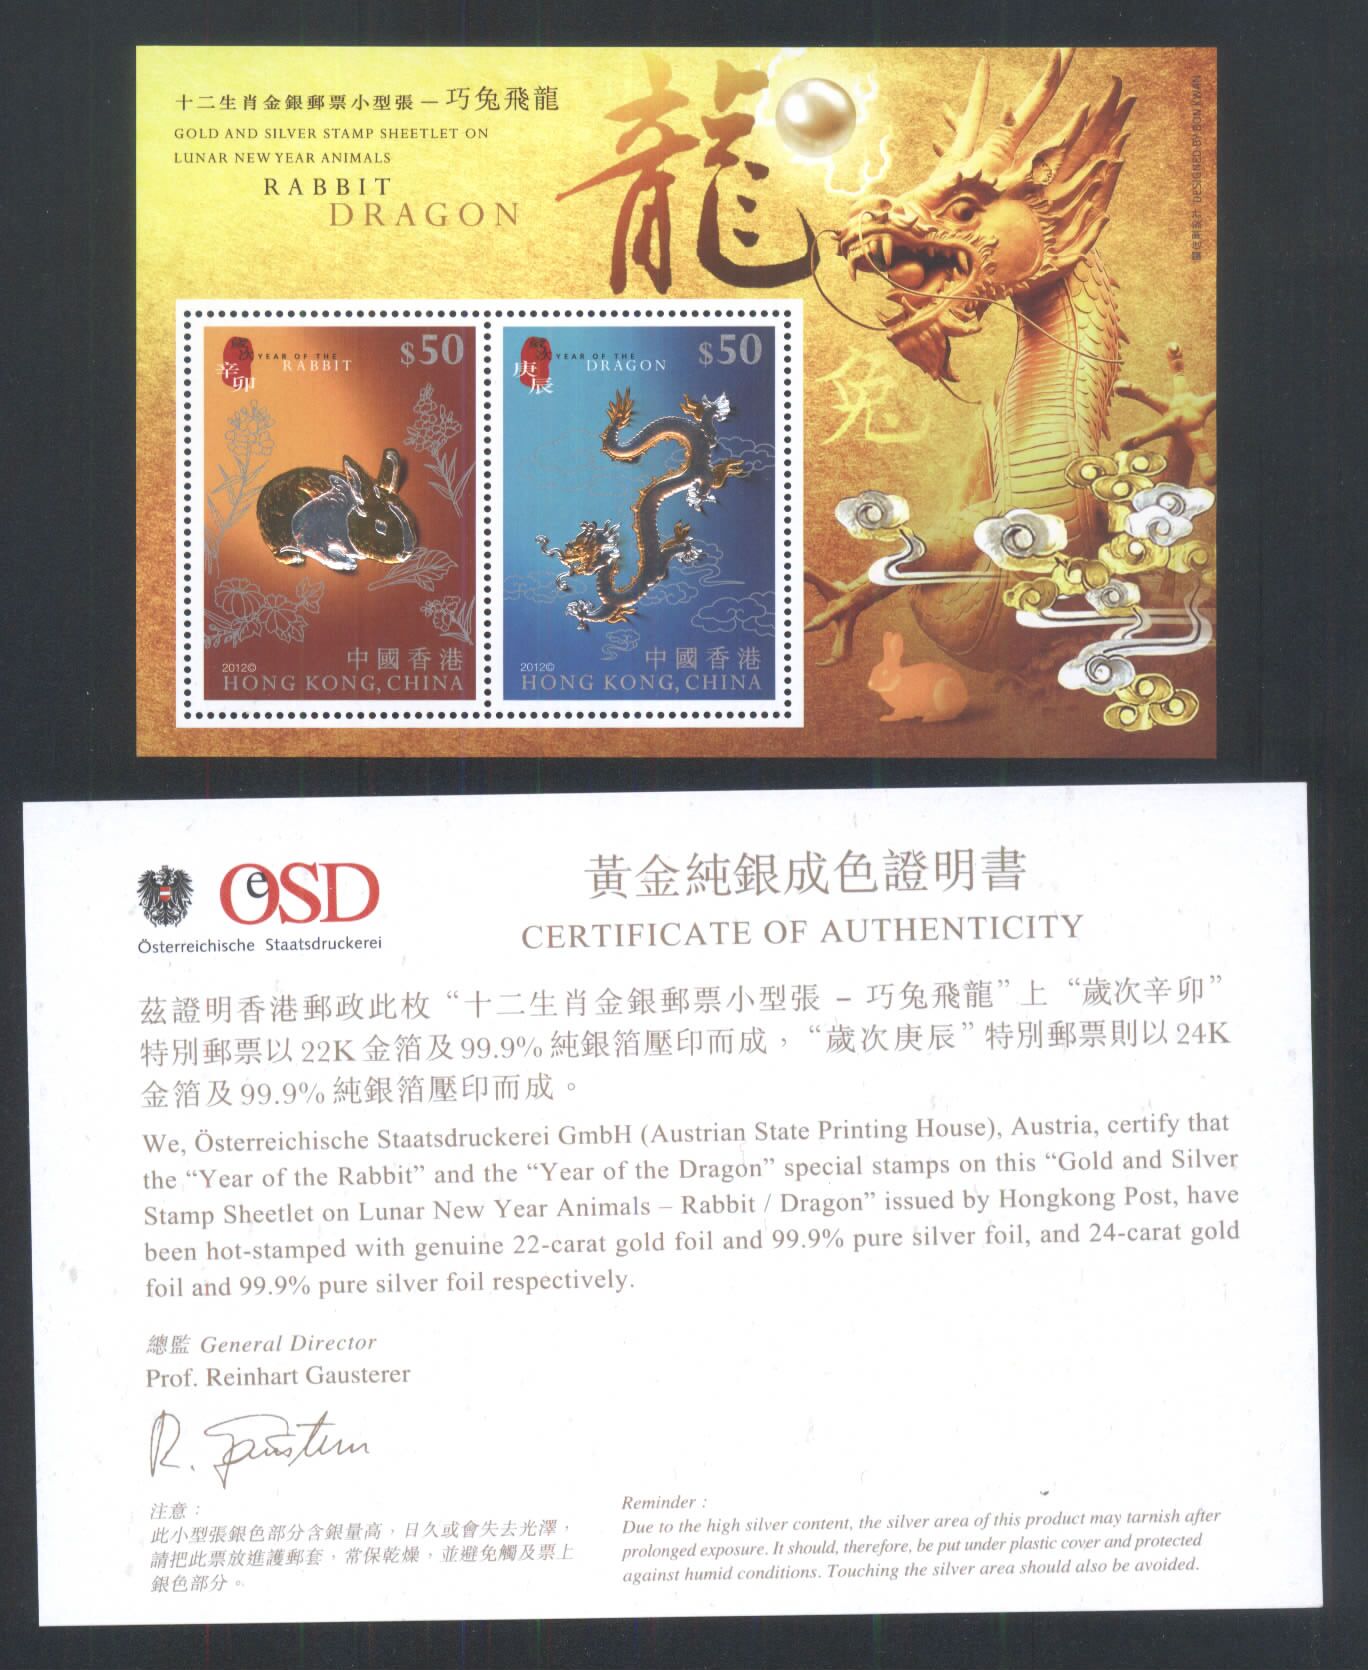 十二生肖金銀郵票小型張 — 巧兔飛龍
GOLD AND SILVER STAMP SHEETLET ON
LUNAR NEW YEAR ANIMALS
RABBIT
DRAGON
龍
兔
DESIGNED BY BON KWAN
歲次
辛卯
YEAR OF THE
RABBIT
$50
2012©
中國香港
HONG KONG, CHINA
歲次
庚辰
YEAR OF THE
DRAGON
$50
2012©
中國香港
HONG KONG, CHINA
OeSD
Österreichische Staatsdruckerei
黃金純銀成色證明書
CERTIFICATE OF AUTHENTICITY
茲證明香港郵政此枚“十二生肖金銀郵票小型張 – 巧兔飛龍”上“歲次辛卯”
特別郵票以 22K 金箔及 99.9% 純銀箔壓印而成，“歲次庚辰”特別郵票則以 24K
金箔及 99.9% 純銀箔壓印而成。
We, Österreichische Staatsdruckerei GmbH (Austrian State Printing House), Austria, certify that
the “Year of the Rabbit” and the “Year of the Dragon” special stamps on this “Gold and Silver
Stamp Sheetlet on Lunar New Year Animals – Rabbit / Dragon” issued by Hongkong Post, have
been hot-stamped with genuine 22-carat gold foil and 99.9% pure silver foil, and 24-carat gold
foil and 99.9% pure silver foil respectively.
總監 General Director
Prof. Reinhart Gausterer
R. Gausterer
注意：
此小型張銀色部分含銀量高，日久或會失去光澤，
請把此票放進護郵套，常保乾燥，並避免觸及票上
銀色部分。
Reminder :
Due to the high silver content, the silver area of this product may tarnish after
prolonged exposure. It should, therefore, be put under plastic cover and protected
against humid conditions. Touching the silver area should also be avoided.